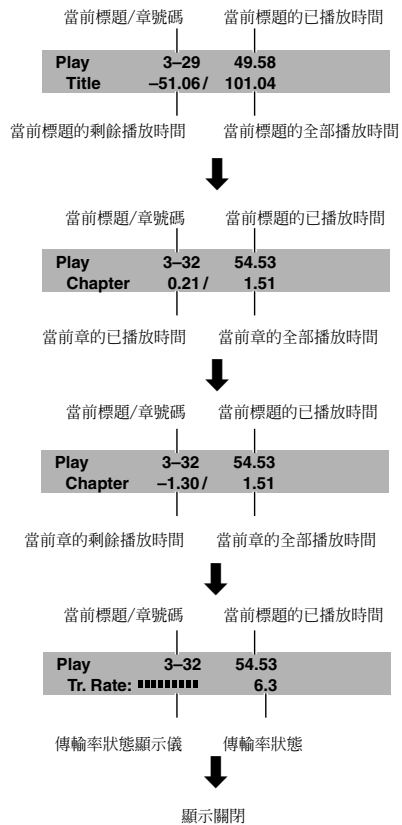 當前標題/章號碼 當前標題的已播放時間
Play 3–29 49.58
Title –51.06/ 101.04
當前標題的剩餘播放時間 當前標題的全部播放時間
當前標題/章號碼 當前標題的已播放時間
Play 3–32 54.53
Chapter 0.21/ 1.51
當前章的已播放時間 當前章的全部播放時間
當前標題/章號碼 當前標題的已播放時間
Play 3–32 54.53
Chapter –1.30/ 1.51
當前章的剩餘播放時間 當前章的全部播放時間
當前標題/章號碼 當前標題的已播放時間
Play 3–32 54.53
Tr. Rate: 6.3
傳輸率狀態顯示儀 傳輸率狀態
顯示關閉